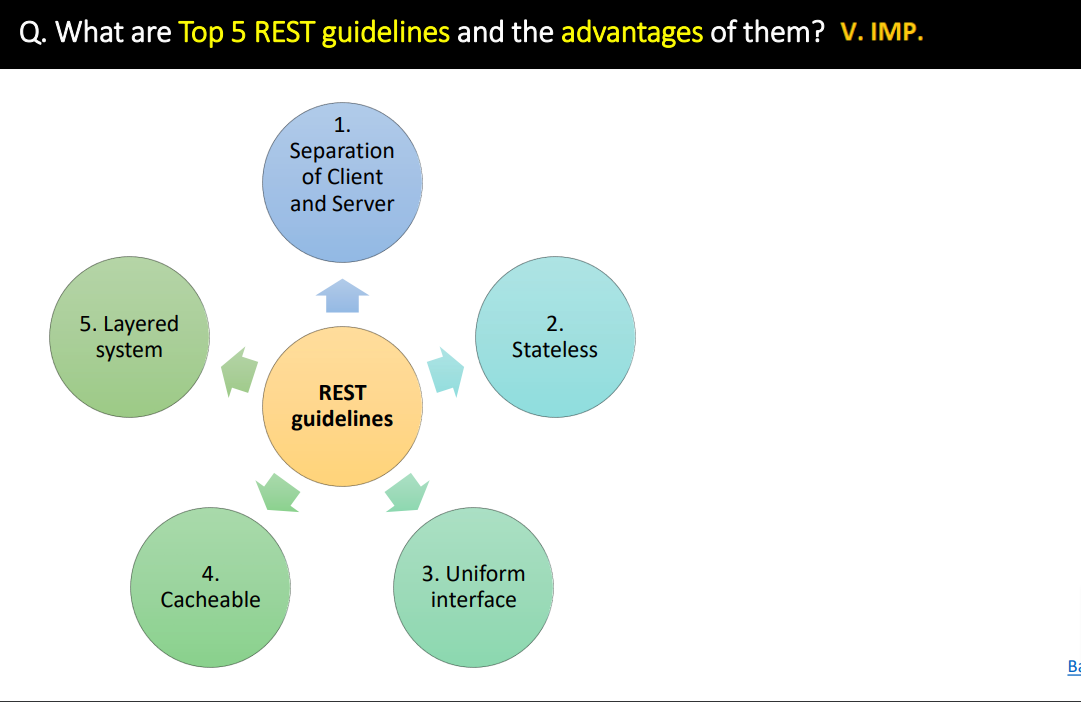 Q. What are Top 5 REST guidelines and the advantages of them? V. IMP.
1.
Separation
of Client
and Server
5. Layered
system
2.
Stateless
REST
guidelines
4.
Cacheable
3. Uniform
interface